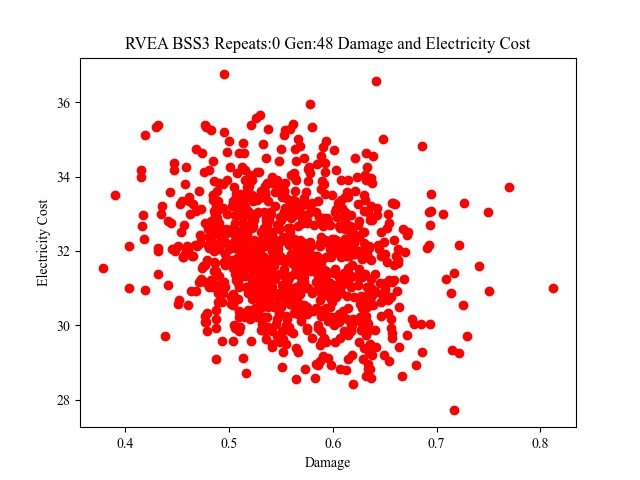 RVEA BSS3 Repeats:0 Gen:48 Damage and Electricity Cost
36
34
32
30
28
Electricity Cost
0.4 0.5 0.6 0.7 0.8
Damage